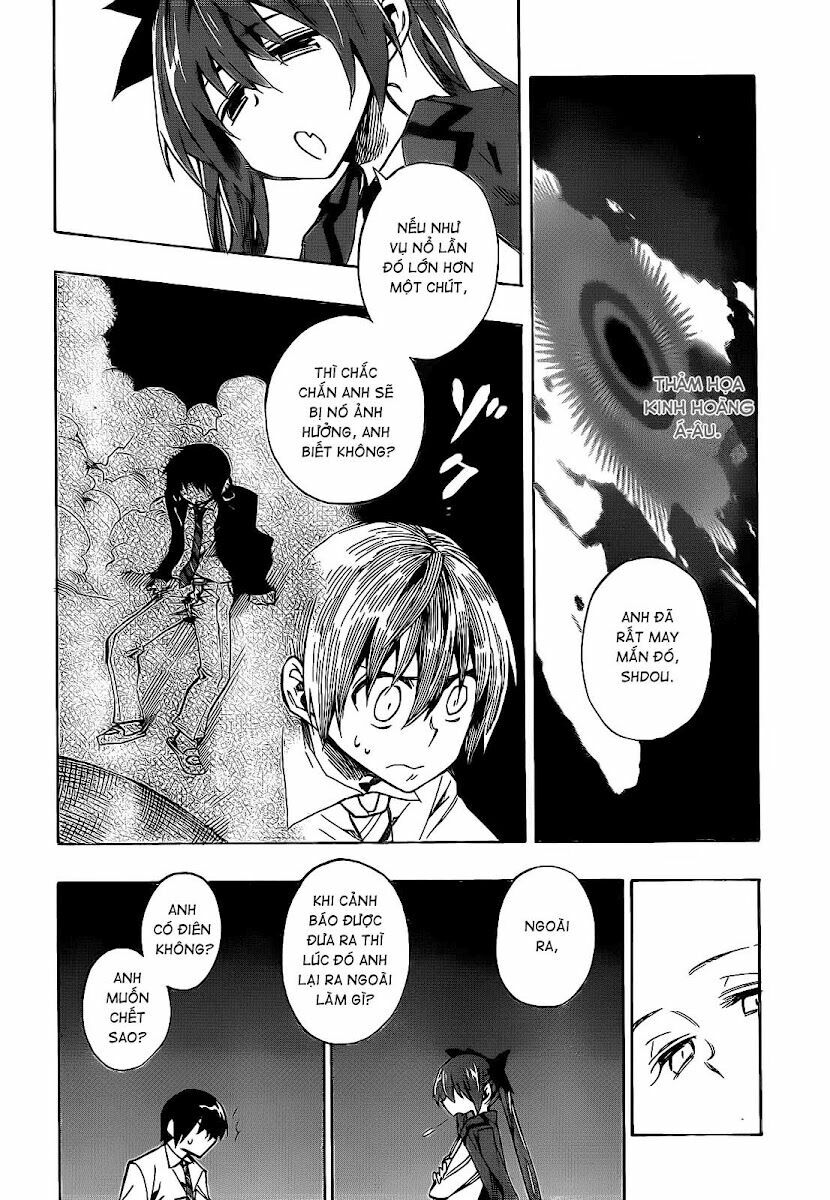 THẢM HỌA
KINH HOÀNG
Á-ÂU.
ANH ĐÃ
RẤT MAY
MẮN ĐÓ,
SHDOU.
NẾU NHƯ
VỤ NỔ LẦN
ĐÓ LỚN HƠN
MỘT CHÚT,
THÌ CHẮC
CHẮN ANH SẼ
BỊ NÓ ẢNH
HƯỞNG, ANH
BIẾT KHÔNG?
ゾクッ
NGOÀI
RA,
KHI CẢNH
BÁO ĐƯỢC
ĐƯA RA THÌ
LÚC ĐÓ ANH
LẠI RA NGOÀI
LÀM GÌ?
ANH
CÓ ĐIÊN
KHÔNG?
ANH
MUỐN
CHẾT
SAO?